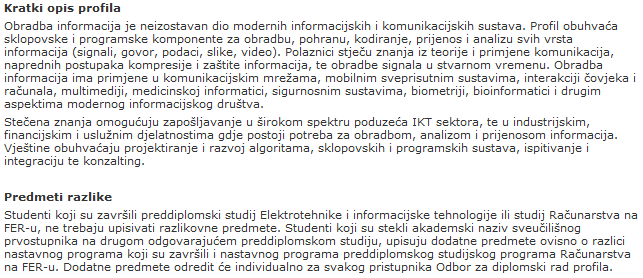 Kratki opis profila
Obradba informacija je neizostavan dio modernih informacijskih i komunikacijskih sustava. Profil obuhvaća
sklopovske i programske komponente za obradbu, pohranu, kodiranje, prijenos i analizu svih vrsta
informacija (signali, govor, podaci, slike, video). Polaznici stječu znanja iz teorije i primjene komunikacija,
naprednih postupaka kompresije i zaštite informacija, te obradbe signala u stvarnom vremenu. Obradba
informacija ima primjene u komunikacijskim mrežama, mobilnim sveprisutnim sustavima, interakciji čovjeka i
računala, multimediji, medicinskoj informatici, sigurnosnim sustavima, biometriji, bioinformatici i drugim
aspektima modernog informacijskog društva.
Stečena znanja omogućuju zapošljavanje u širokom spektru poduzeća IKT sektora, te u industrijskim,
financijskim i uslužnim djelatnostima gdje postoji potreba za obradbom, analizom i prijenosom informacija.
Vještine obuhvaćaju projektiranje i razvoj algoritama, sklopovskih i programskih sustava, ispitivanje i
integraciju te konzalting.
Predmeti razlike
Studenti koji su završili preddiplomski studij Elektrotehnike i informacijske tehnologije ili studij Računarstva na
FER-u, ne trebaju upisivati razlikovne predmete. Studenti koji su stekli akademski naziv sveučilišnog
prvostupnika na drugom odgovarajućem preddiplomskom studiju, upisuju dodatne predmete ovisno o razlici
nastavnog programa koji su završili i nastavnog programa preddiplomskog studijskog programa Računarstva
na FER-u. Dodatne predmete odredit će individualno za svakog pristupnika Odbor za diplomski rad profila.